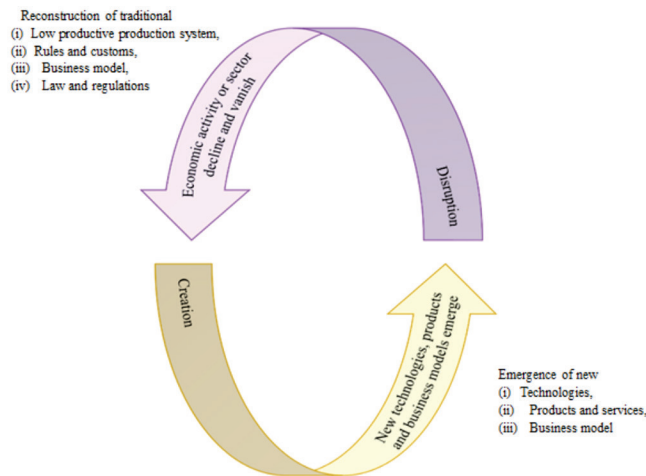 Reconstruction of traditional
(i) Low productive production system,
(ii) Rules and customs,
(iii) Business model,
(iv) Law and regulations
Economic activity or sector
decline and vanish
Disruption
Creation
New technologies, products
and business models emerge
Emergence of new
(i) Technologies,
(ii) Products and services,
(iii) Business model